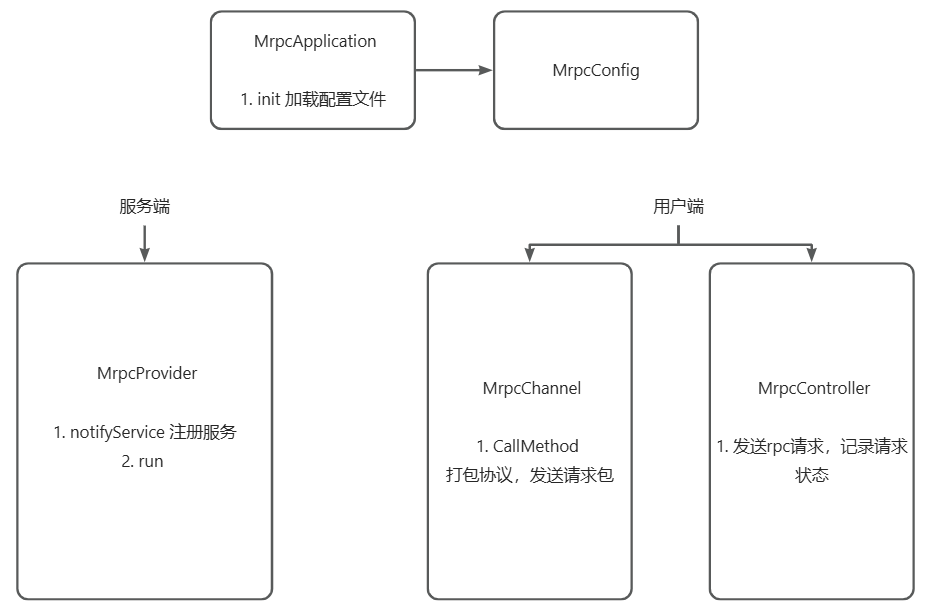 MrpcApplication
1. init 加载配置文件
MrpcConfig
服务端
用户端
MrpcProvider
1. notifyService 注册服务
2. run
MrpcChannel
1. CallMethod
打包协议，发送请求包
MrpcController
1. 发送rpc请求，记录请求
状态